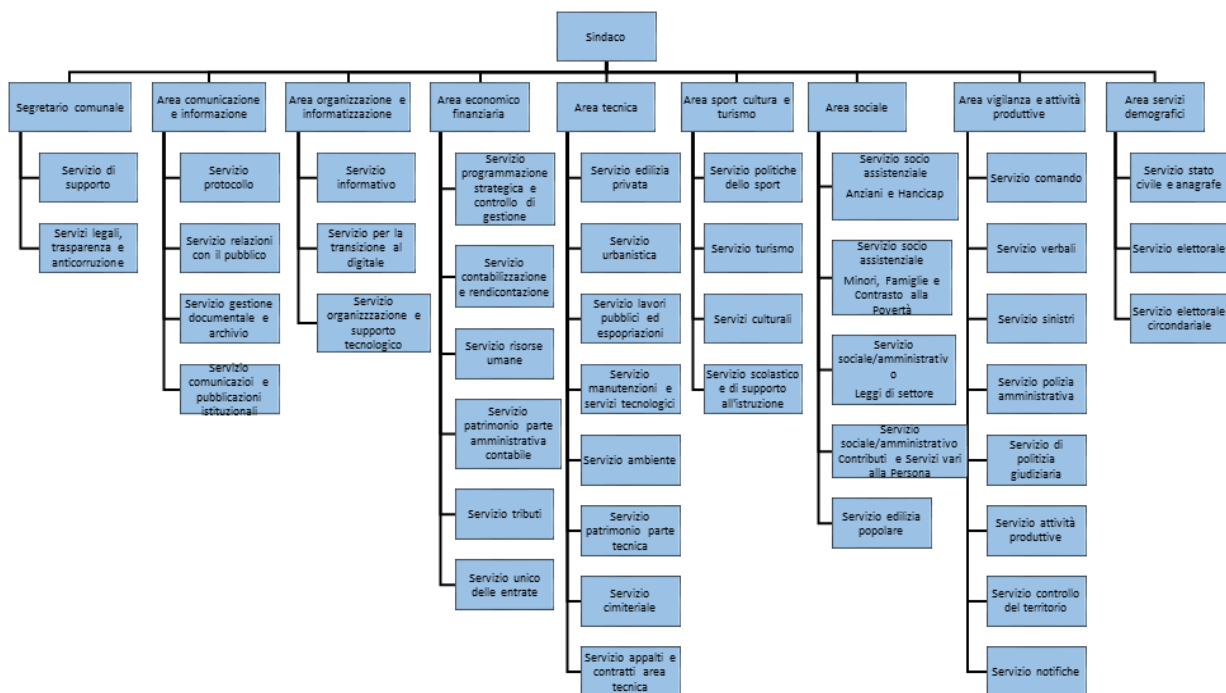 Sindaco
Segretario comunale
Servizio di
supporto
Servizi legali,
trasparenza e
anticorruzione
Area comunicazione
e informazione
Servizio
protocollo
Servizio relazioni
con il pubblico
Servizio gestione
documentale e
archivio
Servizio
comunicazioi e
pubblicazioni
istituzionali
Area organizzazione e
informatizzazione
Servizio
informativo
Servizio per la
transizione al
digitale
Servizio
organizzzazione e
supporto
tecnologico
Area economico
finanziaria
Servizio
programmazione
strategica e
controllo di
gestione
Servizio
contabilizzazione
e rendicontazione
Servizio risorse
umane
Servizio
patrimonio parte
amministrativa
contabile
Servizio tributi
Servizio unico
delle entrate
Area tecnica
Servizio edilizia
privata
Servizio
urbanistica
Servizio lavori
pubblici ed
espopriazioni
Servizio
manutenzioni e
servizi tecnologici
Servizio ambiente
Servizio
patrimonio parte
tecnica
Servizio
cimiteriale
Servizio appalti e
contratti area
tecnica
Area sport cultura e
turismo
Servizio politiche
dello sport
Servizio turismo
Servizi culturali
Servizio scolastico
e di supporto
all'istruzione
Area sociale
Servizio socio
assistenziale
Anziani e Handicap
Servizio socio
assistenziale
Minori, Famiglie e
Contrasto alla
Povertà
Servizio
sociale/amministrativ
o
Leggi di settore
Servizio
sociale/amministrativo
Contributi e Servizi vari
alla Persona
Servizio edilizia
popolare
Area vigilanza e attività
produttive
Servizio comando
Servizio verbali
Servizio sinistri
Servizio polizia
amministrativa
Servizio di
politizia
giudiziaria
Servizio attività
produttive
Servizio controllo
del territorio
Servizio notifiche
Area servizi
demografici
Servizio stato
civile e anagrafe
Servizio elettorale
Servizio elettorale
circondariale